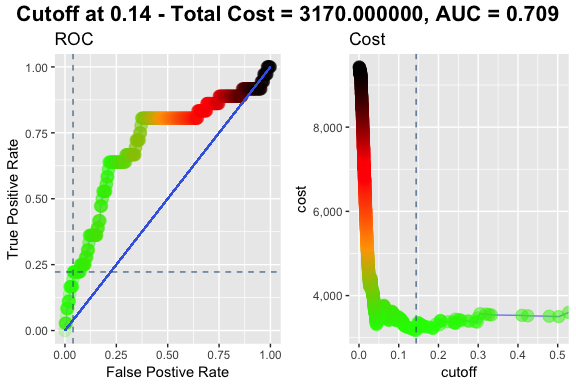 Cutoff at 0.14 - Total Cost = 3170.000000, AUC = 0.709
ROC
1.00
0.75
0.50
0.25
0.00
True Positive Rate
0.00 0.25 0.50 0.75 1.00
False Postive Rate
Cost
8,000
6,000
4,000
cost
0.0 0.1 0.2 0.3 0.4 0.5
cutoff